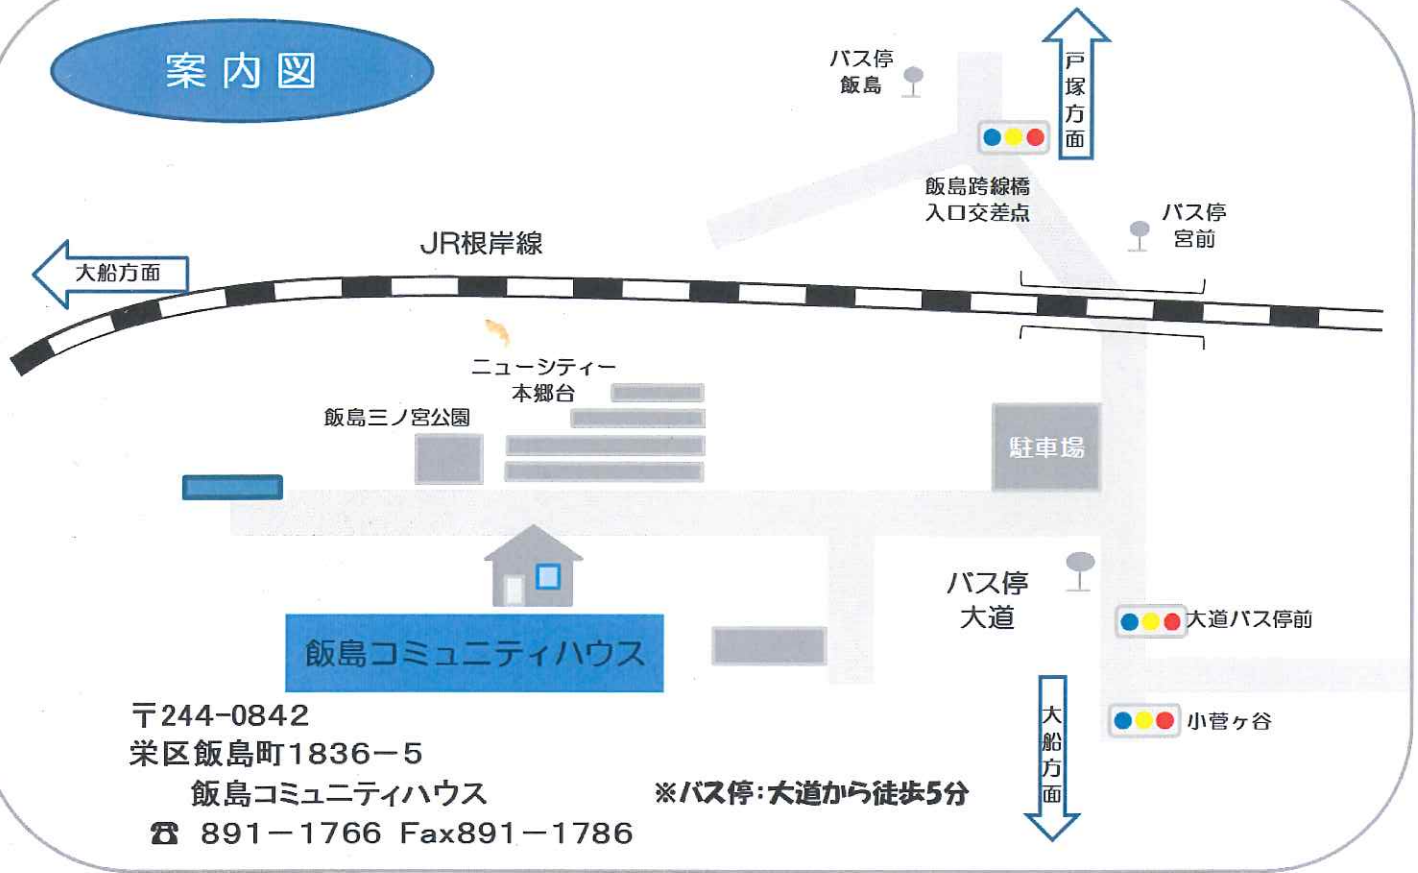 案内図
バス停
飯島
戸塚方面
飯島跨線橋
入口交差点
バス停
宮前
JR根岸線
大船方面
ニューシティー
本郷台
飯島三ノ宮公園
駐車場
バス停
大道
大道バス停前
飯島コミュニティハウス
小菅ヶ谷
大船方面
〒244-0842
栄区飯島町1836－5
飯島コミュニティハウス
※バス停:大道から徒歩5分
☎ 891－1766 Fax891－1786